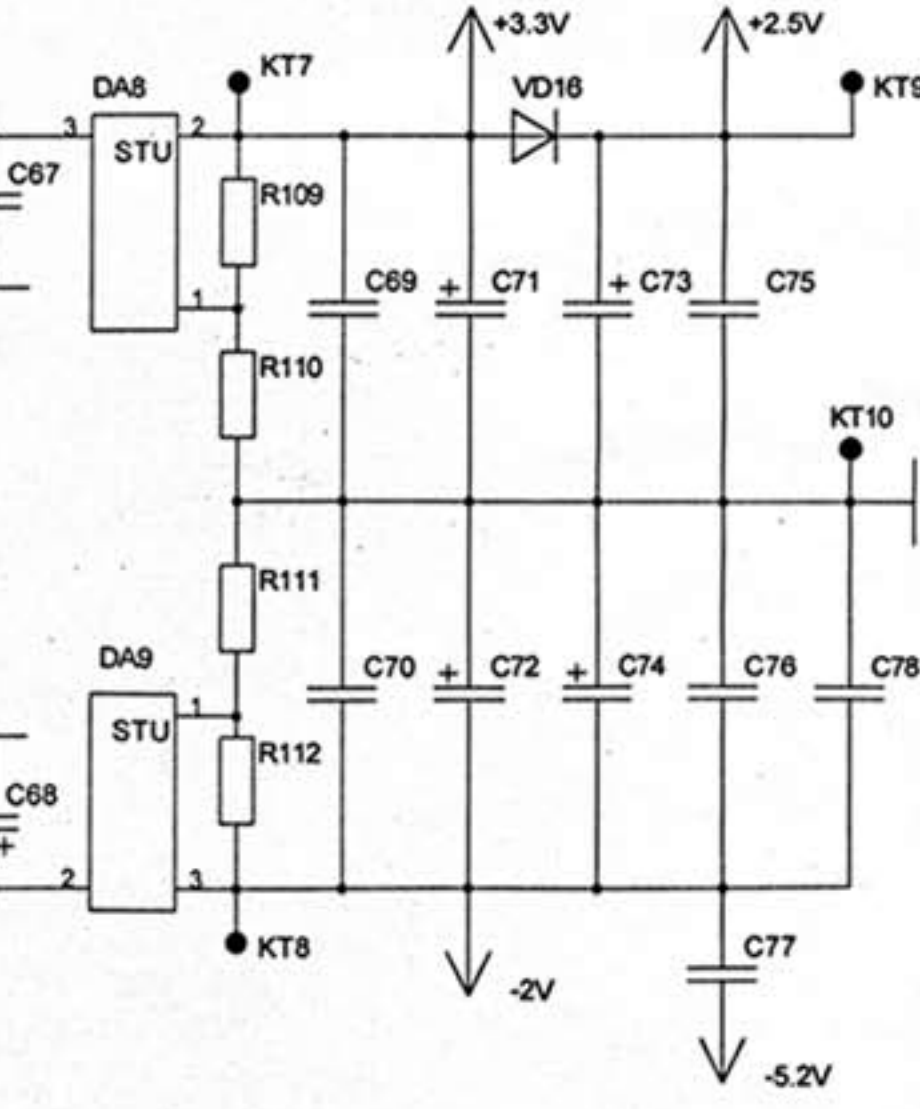 +3.3V
+2.5V
KT7
DA8
VD16
KT9
3
2
STU
C67
R109
1
C69
+
C71
+
C73
C75
R110
KT10
R111
DA9
C70
+
C72
+
C74
C76
C78
1
STU
R112
C68
+
2
3
KT8
C77
-2V
-5.2V